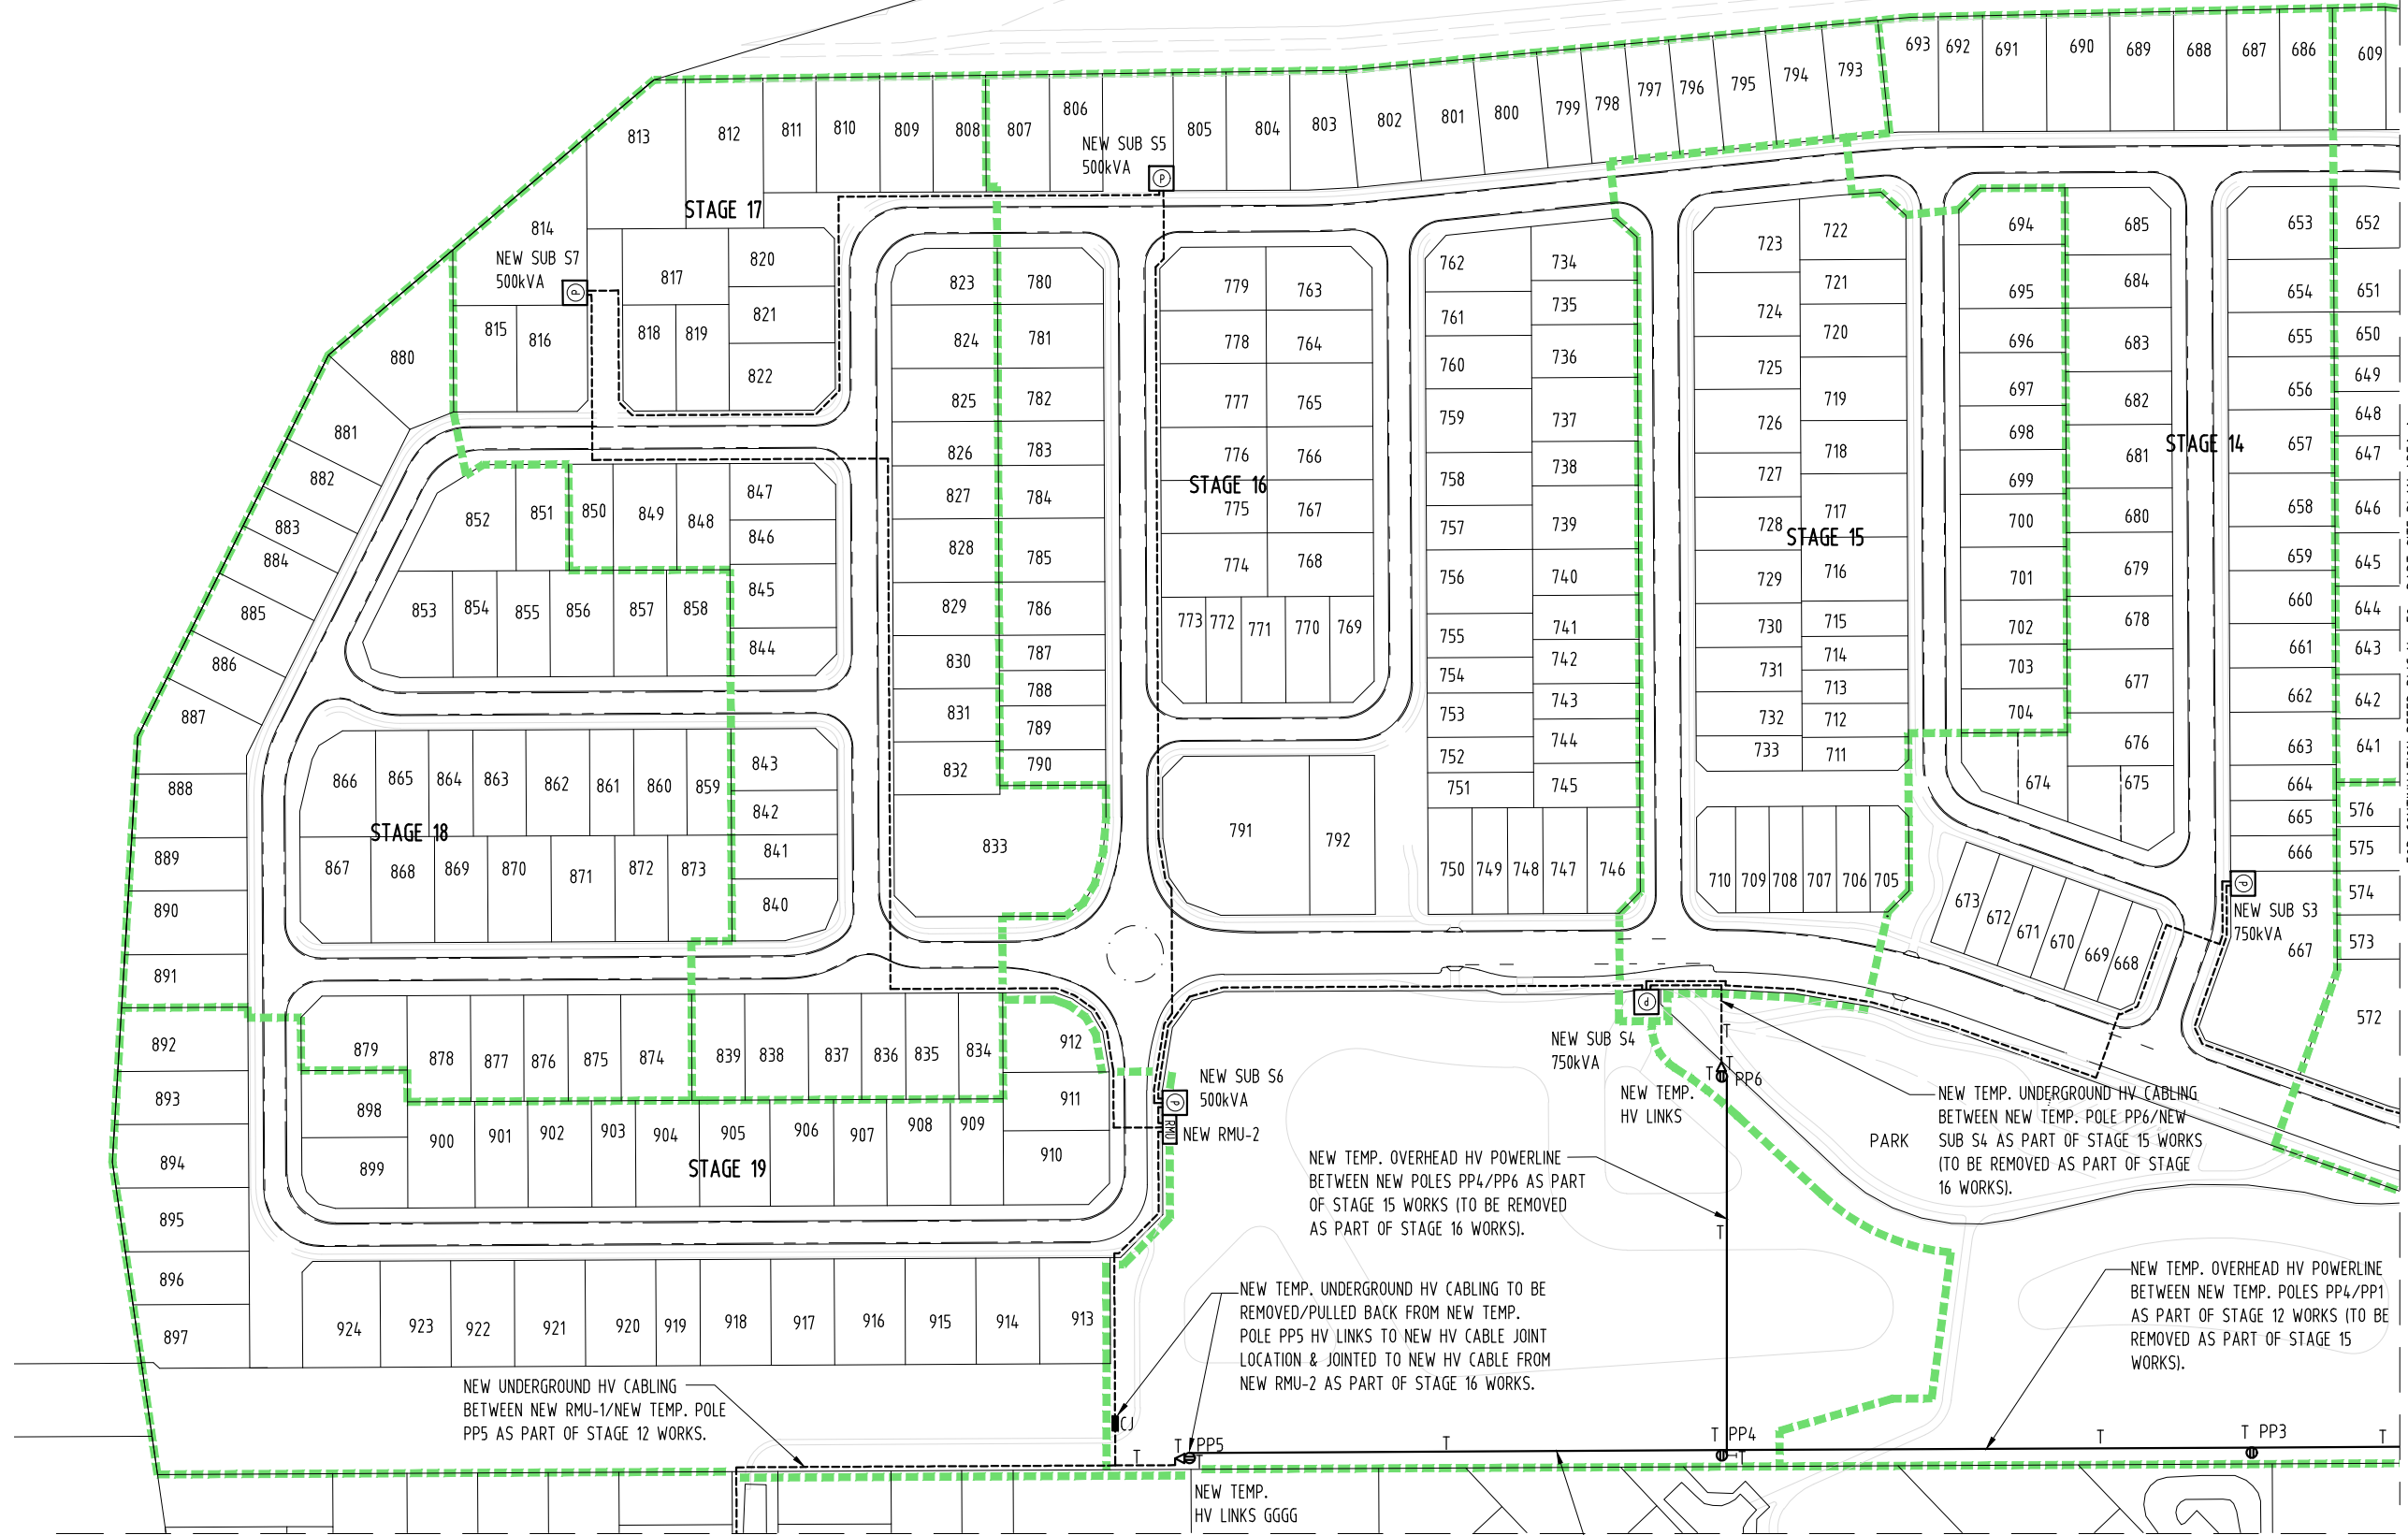 693 692 691 690 689 688 687 686 609
813 812 811 810 809 808 807 806 805 804 803 802 801 800 799 798 797 796 795 794 793
NEW SUB S5
500kVA
P
STAGE 17
814
NEW SUB S7
500kVA
P
815 816 817 818 819
820
821
822
823 780
824 781
825 782
826 783
827 784
828 785
829 786
830 787
788
831 789
832 790
833
779 763
778 764
777 765
776 766
STAGE 16
775 767
774 768
773 772 771 770 769
791 792
762 734
761 735
760 736
759 737
758 738
757 739
756 740
755 741
754 742
753 743
752 744
751 745
750 749 748 747 746
723 722
724 721
725 720
726 719
727 718
728 717
STAGE 15
729 716
730 715
731 714
713
732 712
733 711
710 709 708 707 706 705
694 685
695 684
696 683
697 682
698 681
699 680
700 679
701 678
702 677
703
704 676
674 675
STAGE 14
673 672 671 670 669 668
653 652
654 651
655 650
656 649
657 648
647
658 646
659 645
660 644
661 643
662 642
663 641
664 576
665 575
666 574
667 573
572
NEW SUB S3
750kVA
P
880
881
882
883
884
885
886
887
888
889
890
891
892
893
894
895
896
897
852 851 850 849 848 847
846
845
844
853 854 855 856 857 858
866 865 864 863 862 861 860 859 843
842
STAGE 18
867 868 869 870 871 872 873 841
840
879 878 877 876 875 874 839 838 837 836 835 834 912
911
910
898
899
900 901 902 903 904 905 906 907 908 909
STAGE 19
924 923 922 921 920 919 918 917 916 915 914 913
NEW SUB S6
500kVA
P
RMU
NEW RMU-2
NEW SUB S4
750kVA
P
NEW TEMP.
HV LINKS
T
T
T
PP6
PARK
NEW TEMP. UNDERGROUND HV CABLING
BETWEEN NEW TEMP. POLE PP6/NEW
SUB S4 AS PART OF STAGE 15 WORKS
(TO BE REMOVED AS PART OF STAGE
16 WORKS).
NEW TEMP. OVERHEAD HV POWERLINE
BETWEEN NEW POLES PP4/PP6 AS PART
OF STAGE 15 WORKS (TO BE REMOVED
AS PART OF STAGE 16 WORKS).
T
T
NEW TEMP. OVERHEAD HV POWERLINE
BETWEEN NEW TEMP. POLES PP4/PP1
AS PART OF STAGE 12 WORKS (TO BE
REMOVED AS PART OF STAGE 15
WORKS).
NEW TEMP. UNDERGROUND HV CABLING TO BE
REMOVED/PULLED BACK FROM NEW TEMP.
POLE PP5 HV LINKS TO NEW HV CABLE JOINT
LOCATION & JOINTED TO NEW HV CABLE FROM
NEW RMU-2 AS PART OF STAGE 16 WORKS.
NEW UNDERGROUND HV CABLING
BETWEEN NEW RMU-1/NEW TEMP. POLE
PP5 AS PART OF STAGE 12 WORKS.
CJ
T
T PP5
T
T
T PP4
T
T
T PP3
T
NEW TEMP.
HV LINKS GGGG